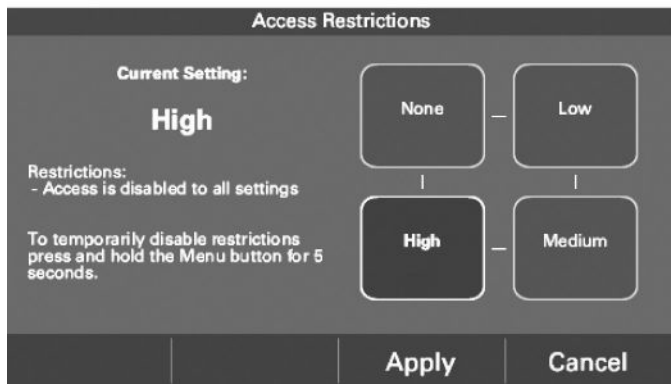 Access Restrictions
Current Setting:
High
Restrictions:
- Access is disabled to all settings
To temporarily disable restrictions
press and hold the Menu button for 5
seconds.
None
Low
High
Medium
Apply
Cancel